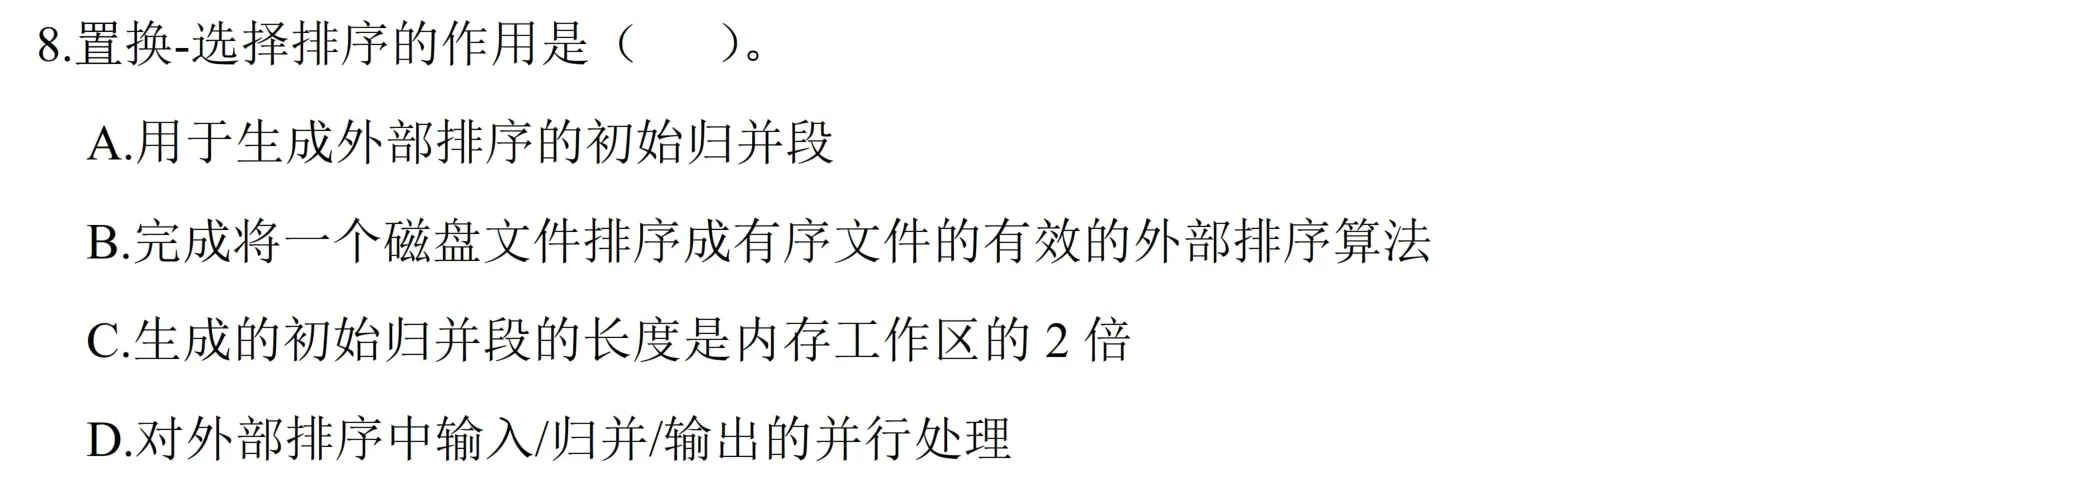 8.置换-选择排序的作用是（　　）。
A.用于生成外部排序的初始归并段
B.完成将一个磁盘文件排序成有序文件的有效的外部排序算法
C.生成的初始归并段的长度是内存工作区的 2 倍
D.对外部排序中输入/归并/输出的并行处理